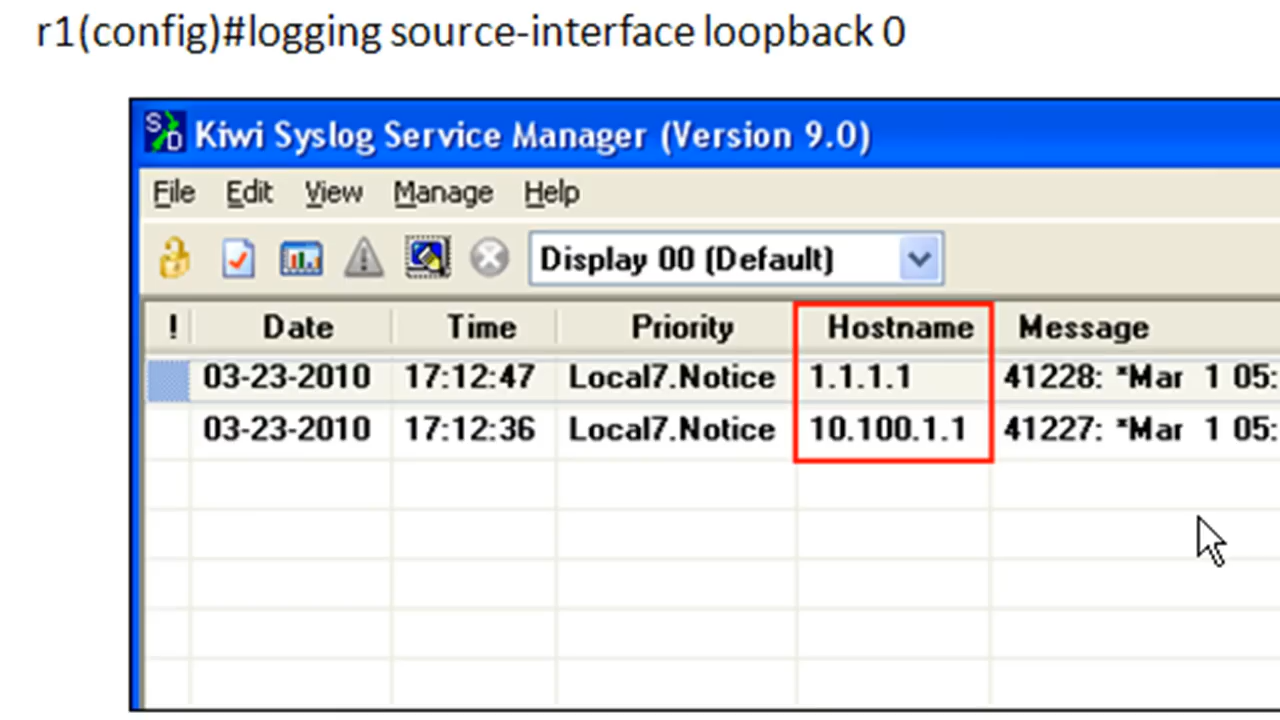 r1(config)#logging source-interface loopback 0
Kiwi Syslog Service Manager (Version 9.0)
File Edit View Manage Help
Display 00 (Default)
! Date Time Priority Hostname Message
03-23-2010 17:12:47 Local7.Notice 1.1.1.1 41228: *Mar 1 05:
03-23-2010 17:12:36 Local7.Notice 10.100.1.1 41227: *Mar 1 05: